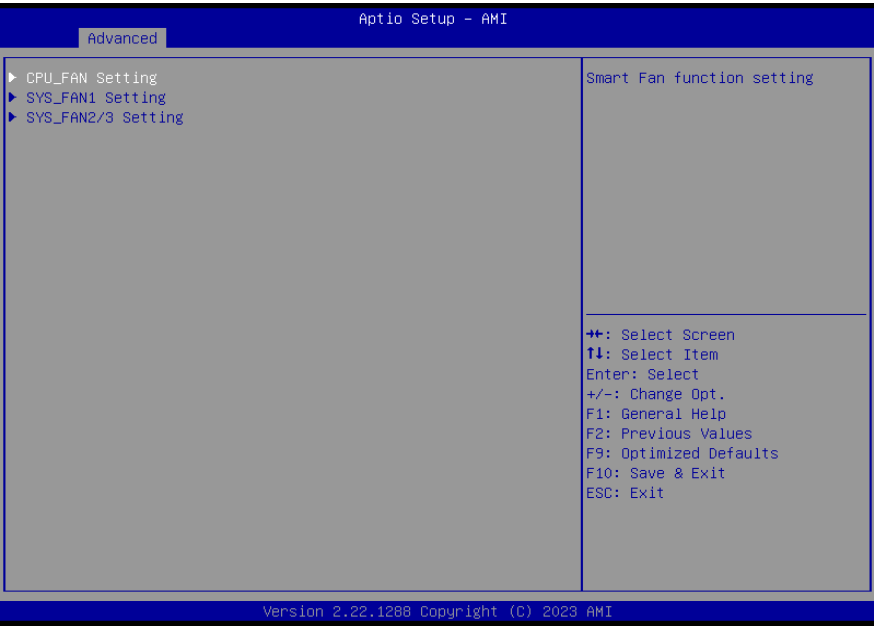 Aptio Setup – AMI
Advanced
▶ CPU_FAN Setting
▶ SYS_FAN1 Setting
▶ SYS_FAN2/3 Setting
Smart Fan function setting
→←: Select Screen
↑↓: Select Item
Enter: Select
+/-: Change Opt.
F1: General Help
F2: Previous Values
F9: Optimized Defaults
F10: Save & Exit
ESC: Exit
Version 2.22.1288 Copyright (C) 2023 AMI